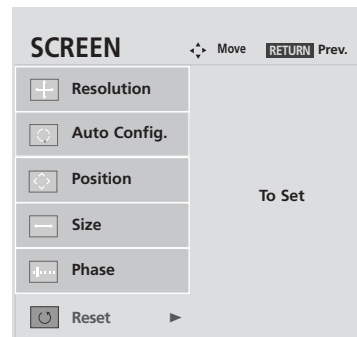 SCREEN Move RETURN Prev.
Resolution
Auto Config.
Position
To Set
Size
Phase
Reset